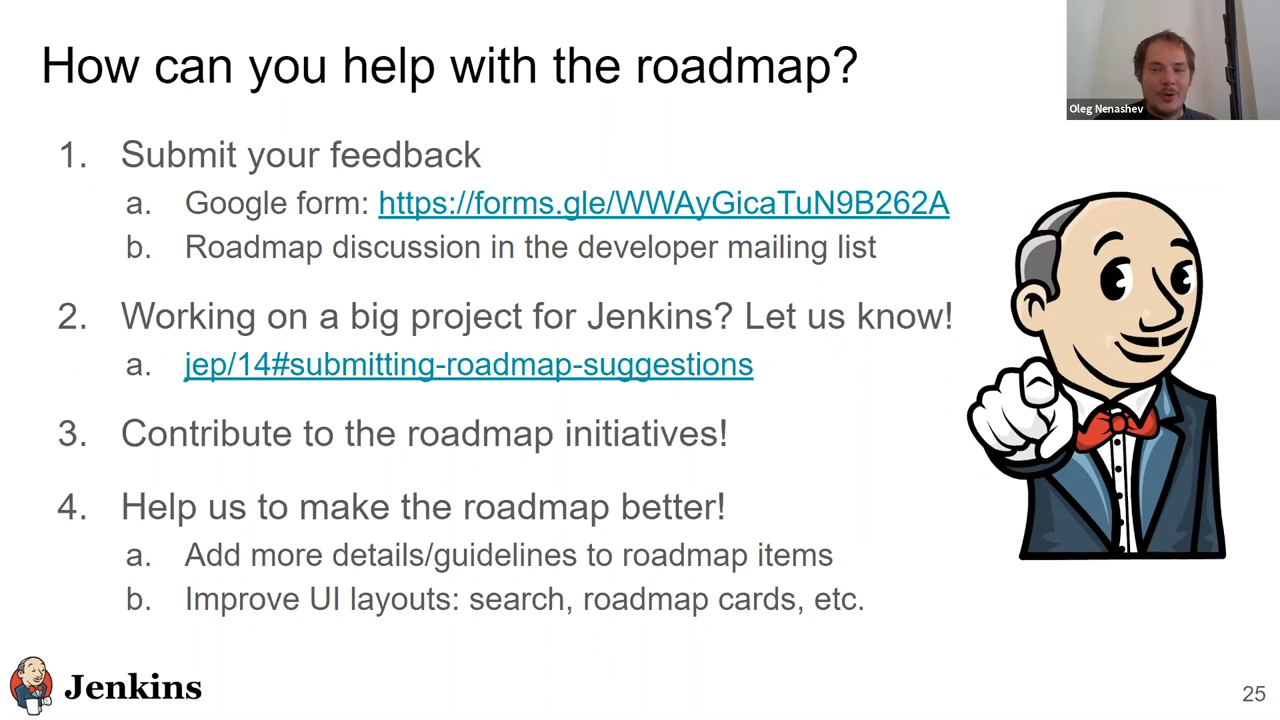 How can you help with the roadmap?
Oleg Nenashev
1. Submit your feedback
a. Google form: https://forms.gle/WWAyGicaTuN9B262A
b. Roadmap discussion in the developer mailing list
2. Working on a big project for Jenkins? Let us know!
a. jep/14#submitting-roadmap-suggestions
3. Contribute to the roadmap initiatives!
4. Help us to make the roadmap better!
a. Add more details/guidelines to roadmap items
b. Improve UI layouts: search, roadmap cards, etc.
Jenkins
25